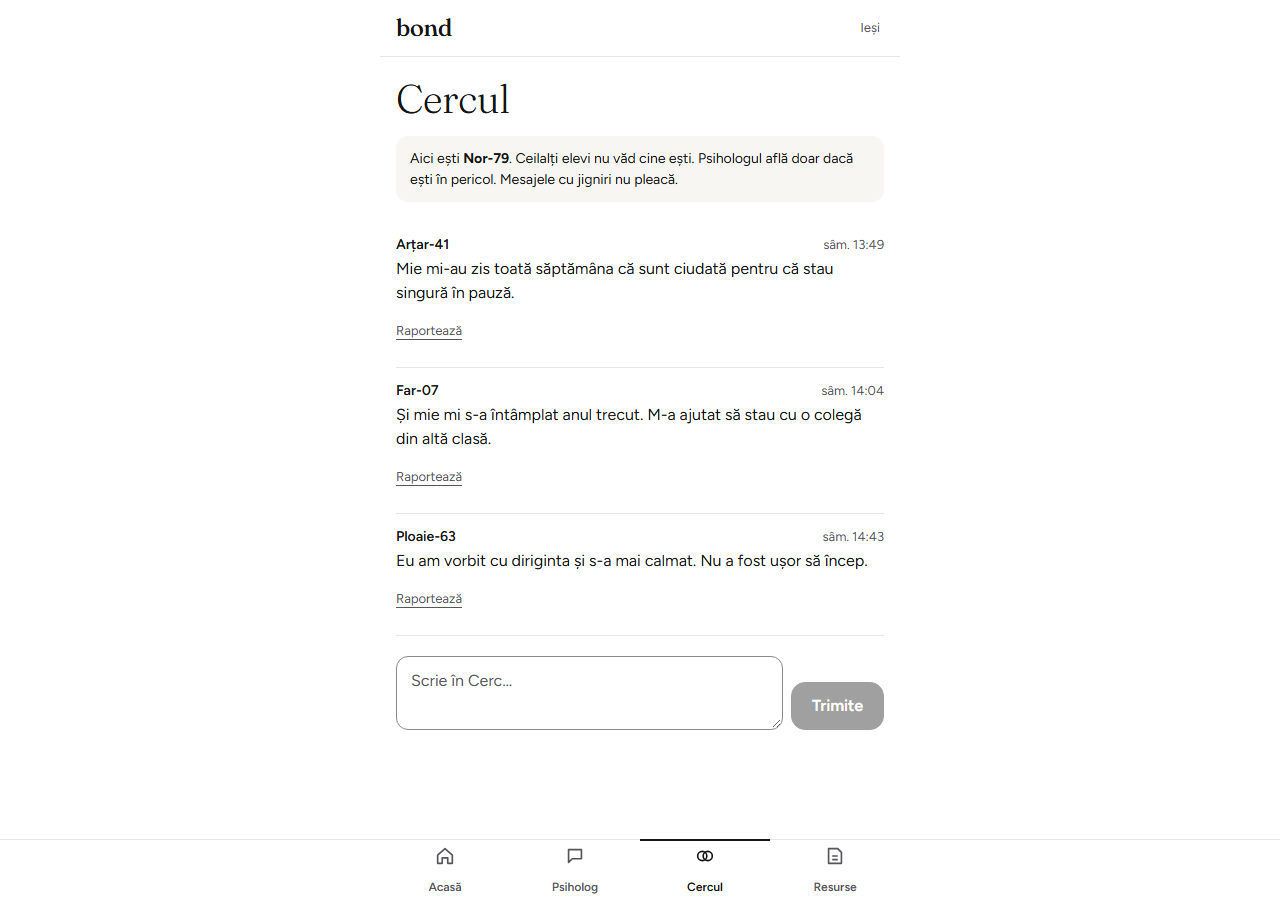 bond
Ieși
Cercul
Aici ești Nor-79. Ceilalți elevi nu văd cine ești. Psihologul află doar dacă
ești în pericol. Mesajele cu jigniri nu pleacă.
Arțar-41
sâm. 13:49
Mie mi-au zis toată săptămâna că sunt ciudată pentru că stau
singură în pauză.
Raportează
Far-07
sâm. 14:04
Și mie mi s-a întâmplat anul trecut. M-a ajutat să stau cu o colegă
din altă clasă.
Raportează
Ploaie-63
sâm. 14:43
Eu am vorbit cu diriginta și s-a mai calmat. Nu a fost ușor să încep.
Raportează
Scrie în Cerc...
Trimite
Acasă
Psiholog
Cercul
Resurse